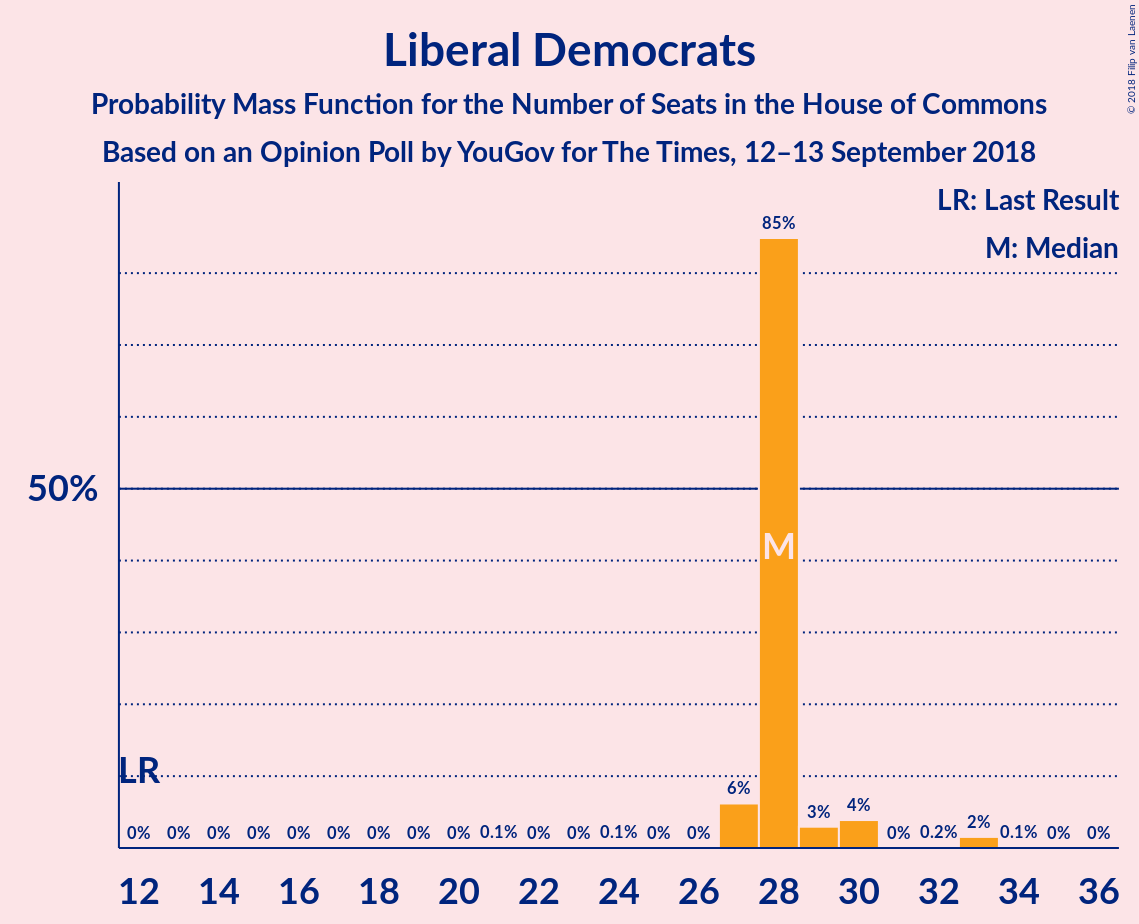 Liberal Democrats
Probability Mass Function for the Number of Seats in the House of Commons
Based on an Opinion Poll by YouGov for The Times, 12–13 September 2018
© 2018 Filip van Laenen
LR: Last Result
M: Median
85%
50%
M
LR
0% 0% 0% 0% 0% 0% 0% 0% 0% 0.1% 0% 0% 0.1% 0% 0% 6% 3% 4% 0% 0.2% 2% 0.1% 0% 0%
12 14 16 18 20 22 24 26 28 30 32 34 36